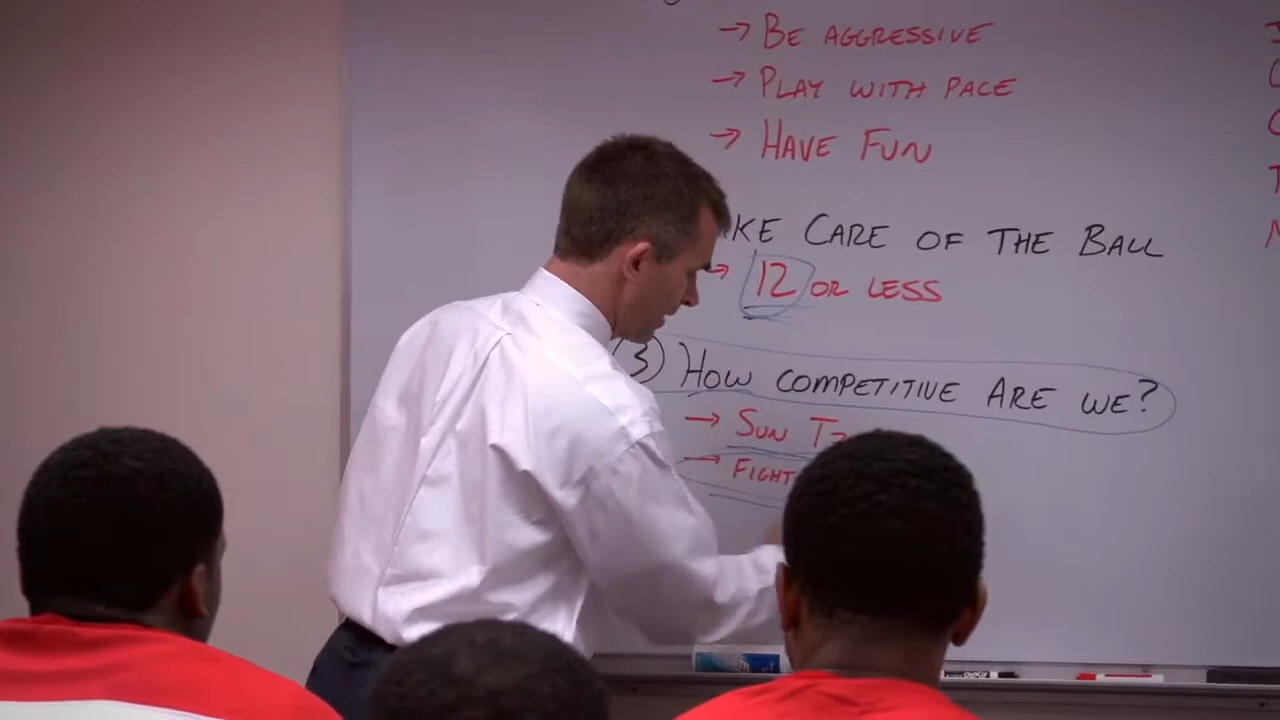 → BE AGGRESSIVE
→ PLAY WITH PACE
→ HAVE FUN
CARE OF THE BALL
→ 12 OR LESS
(3) HOW COMPETITIVE ARE WE?
→ SUN
→ FIGHT